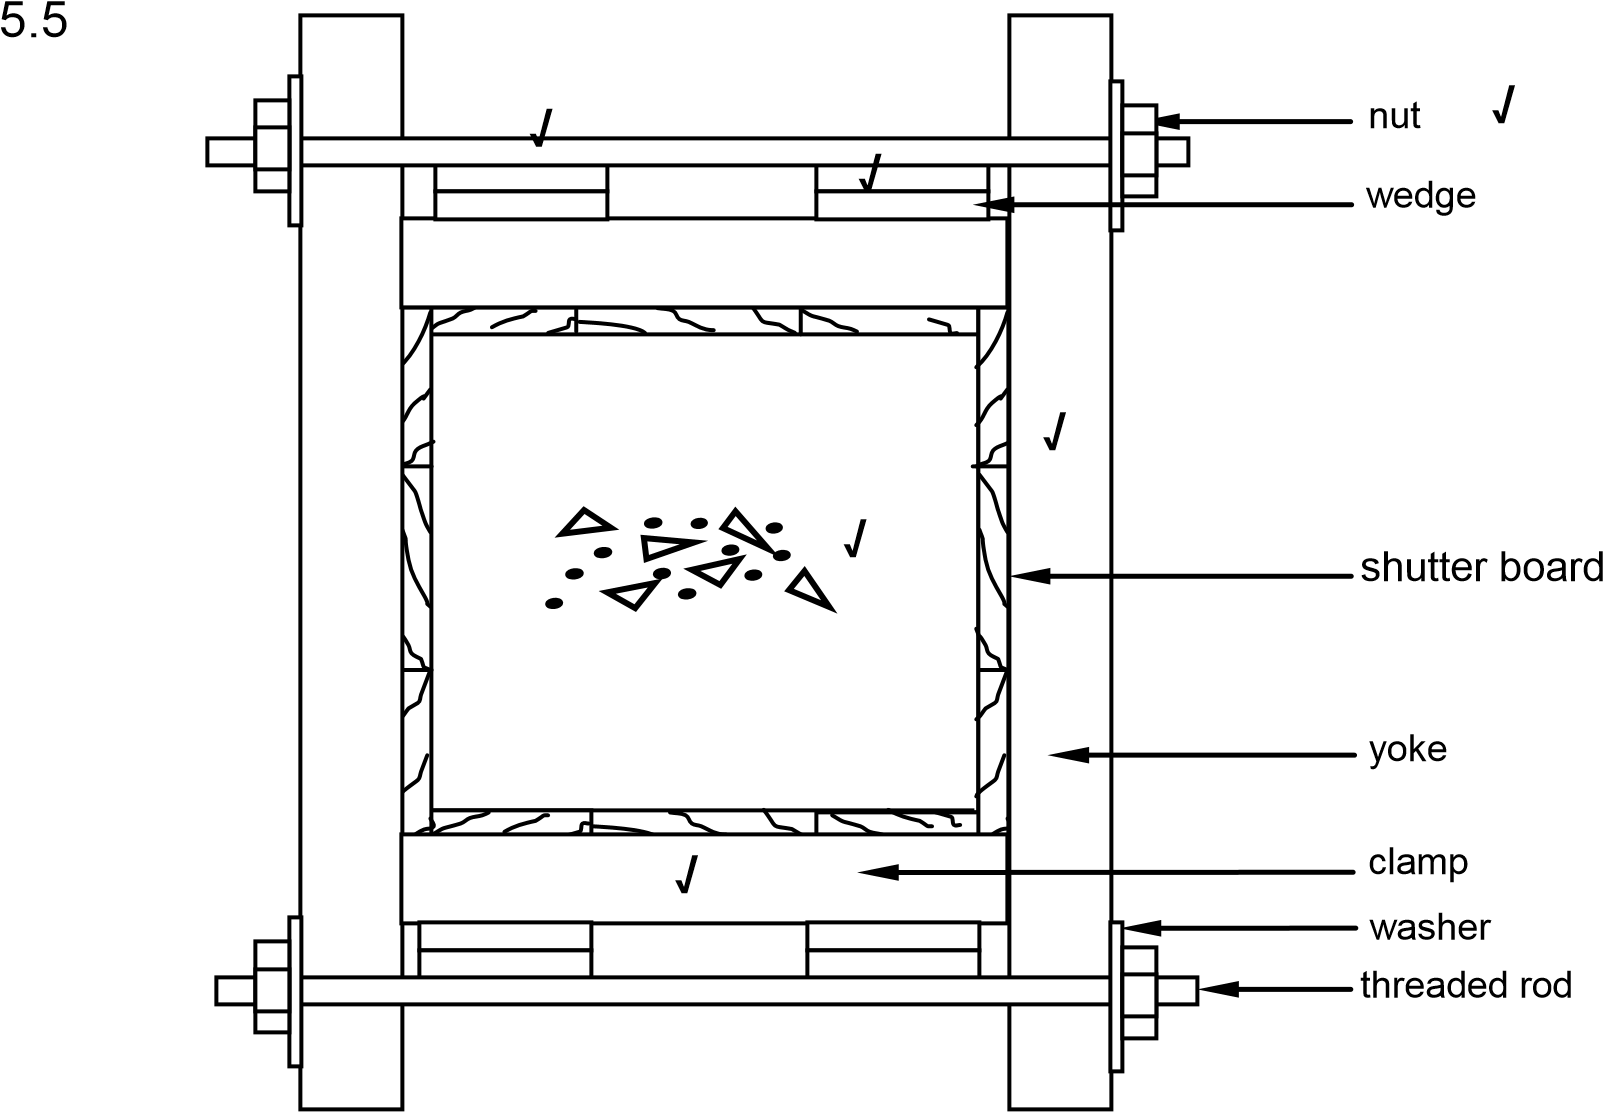 5.5
nut √
wedge
shutter board
yoke
clamp
washer
threaded rod